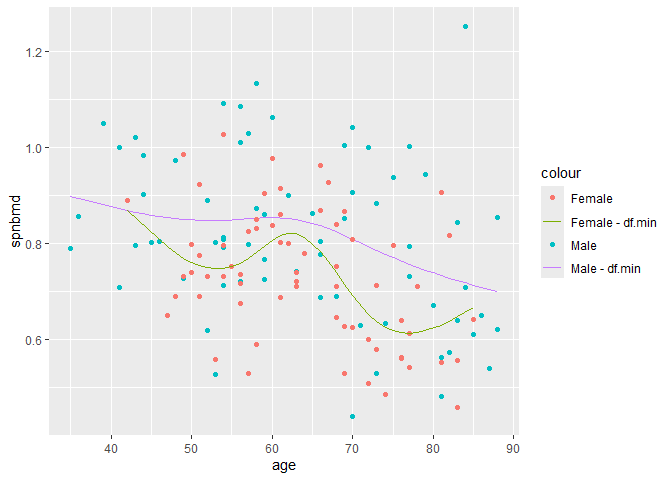 1.2
1.0
0.8
0.6
spnbmd
40
50
60
70
80
90
age
colour
Female
Female - df.min
Male
Male - df.min